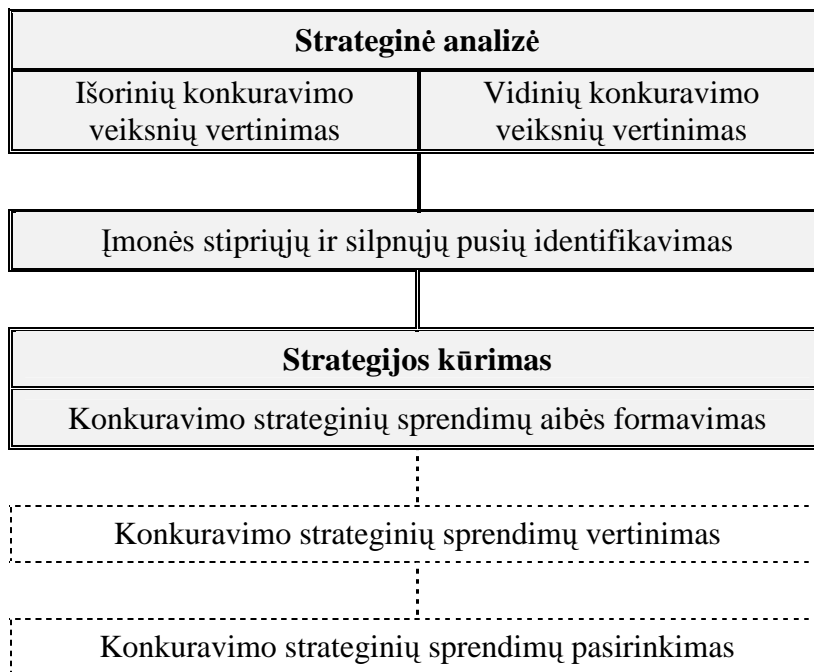 Strateginė analizė
Išorinių konkuravimo
veiksnių vertinimas
Vidinių konkuravimo
veiksnių vertinimas
Įmonės stipriųjų ir silpnųjų pusių identifikavimas
Strategijos kūrimas
Konkuravimo strateginių sprendimų aibės formavimas
Konkuravimo strateginių sprendimų vertinimas
Konkuravimo strateginių sprendimų pasirinkimas